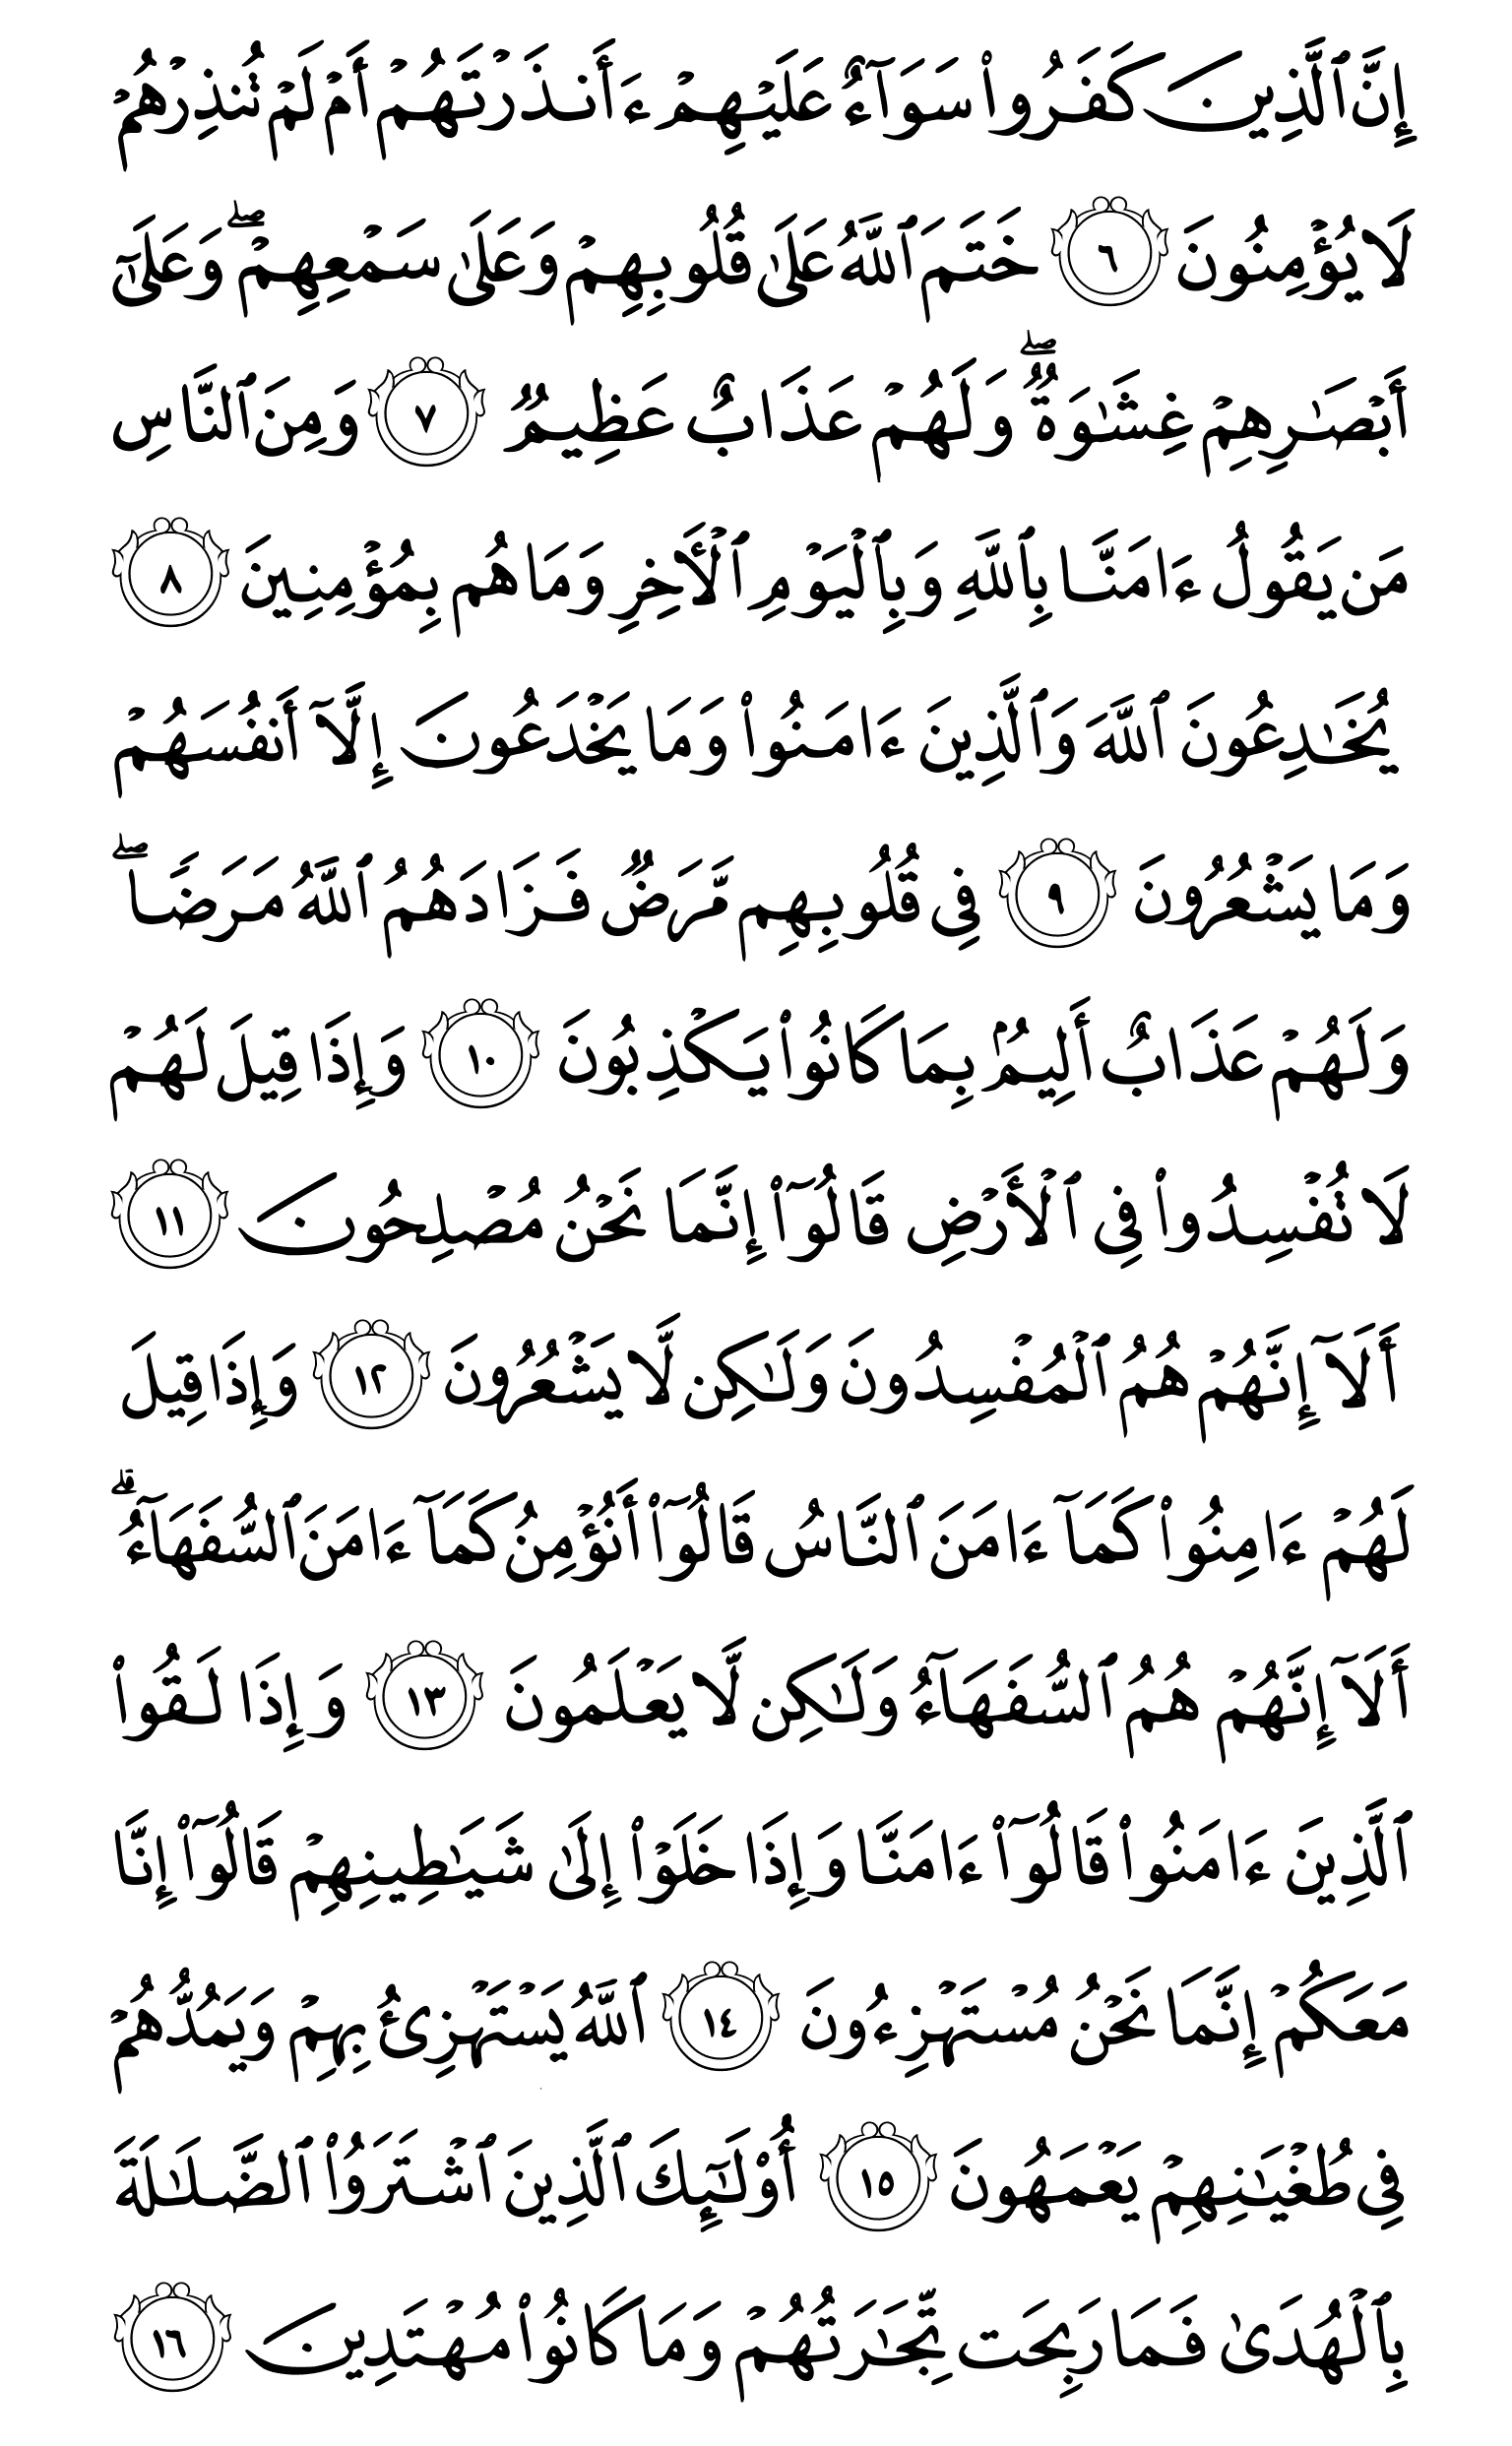 إِنَّ ٱلَّذِينَ كَفَرُوا۟ سَوَآءٌ عَلَيْهِمْ ءَأَنذَرْتَهُمْ أَمْ لَمْ تُنذِرْهُمْ
لَا يُؤْمِنُونَ ٦ خَتَمَ ٱللَّهُ عَلَىٰ قُلُوبِهِمْ وَعَلَىٰ سَمْعِهِمْ ۖ وَعَلَىٰٓ
أَبْصَـٰرِهِمْ غِشَـٰوَةٌ ۖ وَلَهُمْ عَذَابٌ عَظِيمٌ ٧ وَمِنَ ٱلنَّاسِ
مَن يَقُولُ ءَامَنَّا بِٱللَّهِ وَبِٱلْيَوْمِ ٱلْأَخِرِ وَمَا هُم بِمُؤْمِنِينَ ٨
يُخَـٰدِعُونَ ٱللَّهَ وَٱلَّذِينَ ءَامَنُوا۟ وَمَا يَخْدَعُونَ إِلَّآ أَنفُسَهُمْ
وَمَا يَشْعُرُونَ ٩ فِى قُلُوبِهِم مَّرَضٌ فَزَادَهُمُ ٱللَّهُ مَرَضًا ۖ
وَلَهُمْ عَذَابٌ أَلِيمٌۢ بِمَا كَانُوا۟ يَكْذِبُونَ ١٠ وَإِذَا قِيلَ لَهُمْ
لَا تُفْسِدُوا۟ فِى ٱلْأَرْضِ قَالُوٓا۟ إِنَّمَا نَحْنُ مُصْلِحُونَ ١١
أَلَآ إِنَّهُمْ هُمُ ٱلْمُفْسِدُونَ وَلَـٰكِن لَّا يَشْعُرُونَ ١٢ وَإِذَا قِيلَ
لَهُمْ ءَامِنُوا۟ كَمَآ ءَامَنَ ٱلنَّاسُ قَالُوٓا۟ أَنُؤْمِنُ كَمَآ ءَامَنَ ٱلسُّفَهَآءُ ۗ
أَلَآ إِنَّهُمْ هُمُ ٱلسُّفَهَآءُ وَلَـٰكِن لَّا يَعْلَمُونَ ١٣ وَإِذَا لَقُوا۟
ٱلَّذِينَ ءَامَنُوا۟ قَالُوٓا۟ ءَامَنَّا وَإِذَا خَلَوْا۟ إِلَىٰ شَيَـٰطِينِهِمْ قَالُوٓا۟ إِنَّا
مَعَكُمْ إِنَّمَا نَحْنُ مُسْتَهْزِءُونَ ١٤ ٱللَّهُ يَسْتَهْزِئُ بِهِمْ وَيَمُدُّهُمْ
فِى طُغْيَـٰنِهِمْ يَعْمَهُونَ ١٥ أُو۟لَـٰٓئِكَ ٱلَّذِينَ ٱشْتَرَوُا۟ ٱلضَّلَـٰلَةَ
بِٱلْهُدَىٰ فَمَا رَبِحَت تِّجَـٰرَتُهُمْ وَمَا كَانُوا۟ مُهْتَدِينَ ١٦